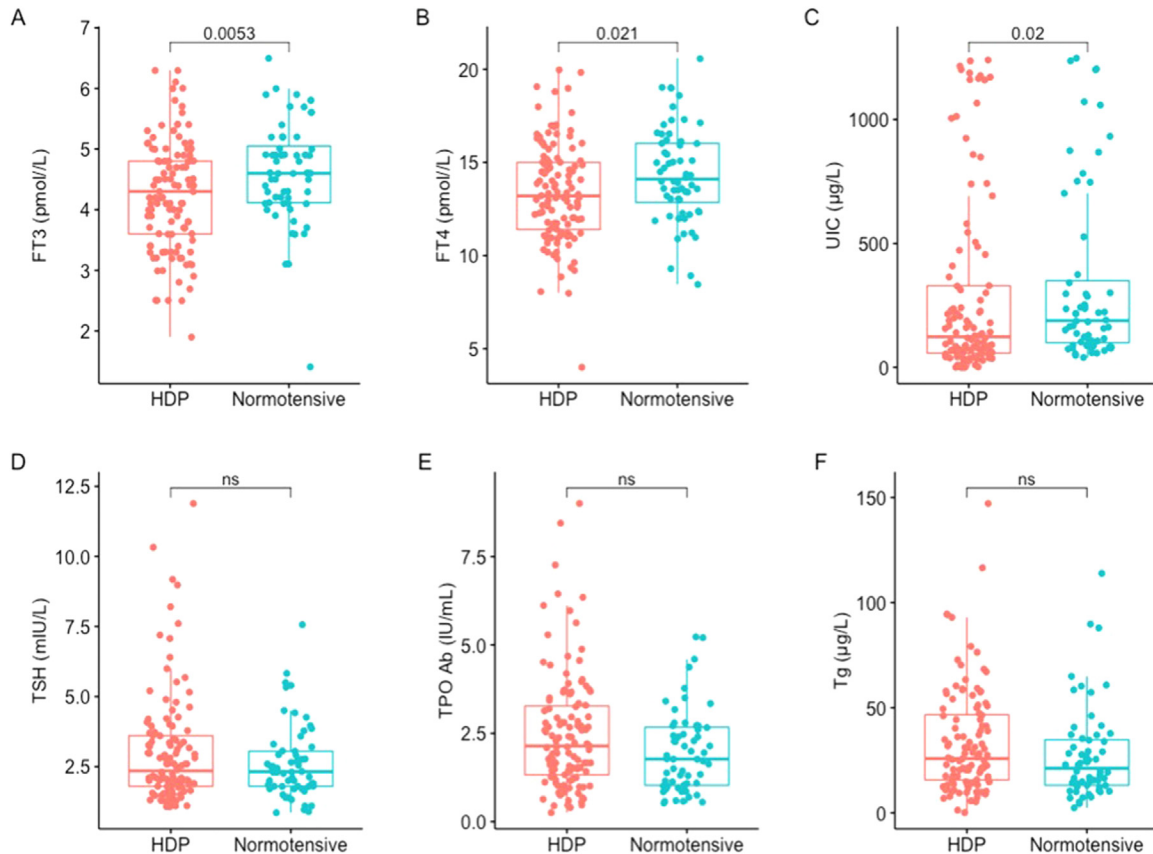 A
FT3 (pmol//L)
7
6
5
4
3
2
0.0053
HDP Normotensive
B
FT4 (pmol//L)
20
15
10
5
0.021
HDP Normotensive
C
UIC (µg/L)
1000
500
0
0.02
HDP Normotensive
D
TSH (mIU/L)
12.5
10.0
7.5
5.0
2.5
ns
HDP Normotensive
E
TPO Ab (IU/mL)
7.5
5.0
2.5
0.0
ns
HDP Normotensive
F
Tg (µg/L)
150
100
50
0
ns
HDP Normotensive